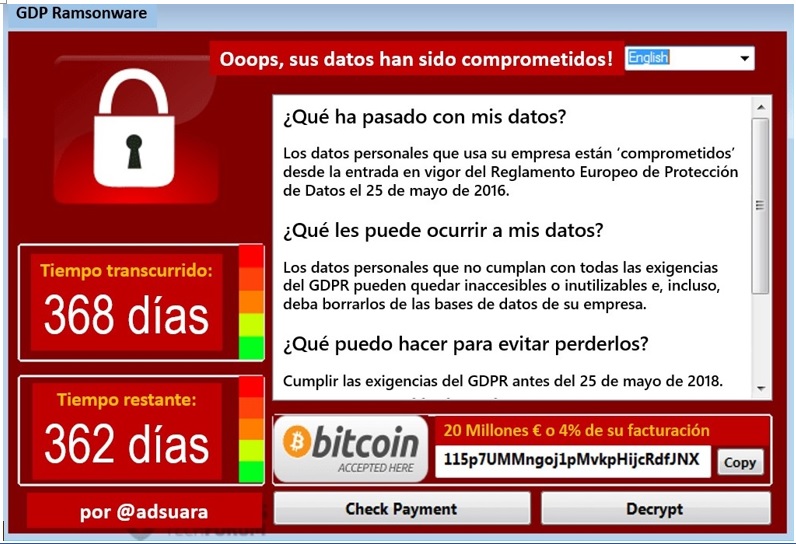 GDP Ramsonware
Ooops, sus datos han sido comprometidos!
English
¿Qué ha pasado con mis datos?
Los datos personales que usa su empresa están ‘comprometidos’
desde la entrada en vigor del Reglamento Europeo de Protección
de Datos el 25 de mayo de 2016.
¿Qué les puede ocurrir a mis datos?
Los datos personales que no cumplan con todas las exigencias
del GDPR pueden quedar inaccesibles o inutilizables e, incluso,
deba borrarlos de las bases de datos de su empresa.
¿Qué puedo hacer para evitar perderlos?
Cumplir las exigencias del GDPR antes del 25 de mayo de 2018.
Tiempo transcurrido:
368 días
Tiempo restante:
362 días
por @adsuara
bitcoin
ACCEPTED HERE
20 Millones € o 4% de su facturación
115p7UMMngoj1pMvkpHijcRdfJNX
Copy
Check Payment
Decrypt